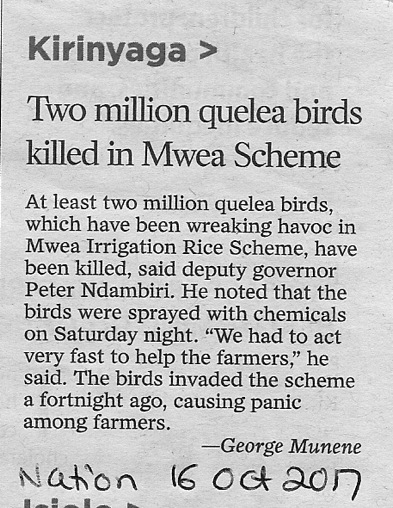 Kirinyaga >
Two million quelea birds
killed in Mwea Scheme
At least two million quelea birds,
which have been wreaking havoc in
Mwea Irrigation Rice Scheme, have
been killed, said deputy governor
Peter Ndambiri. He noted that the
birds were sprayed with chemicals
on Saturday night. “We had to act
very fast to help the farmers,” he
said. The birds invaded the scheme
a fortnight ago, causing panic
among farmers.
—George Munene
Nation 16 Oct 2017